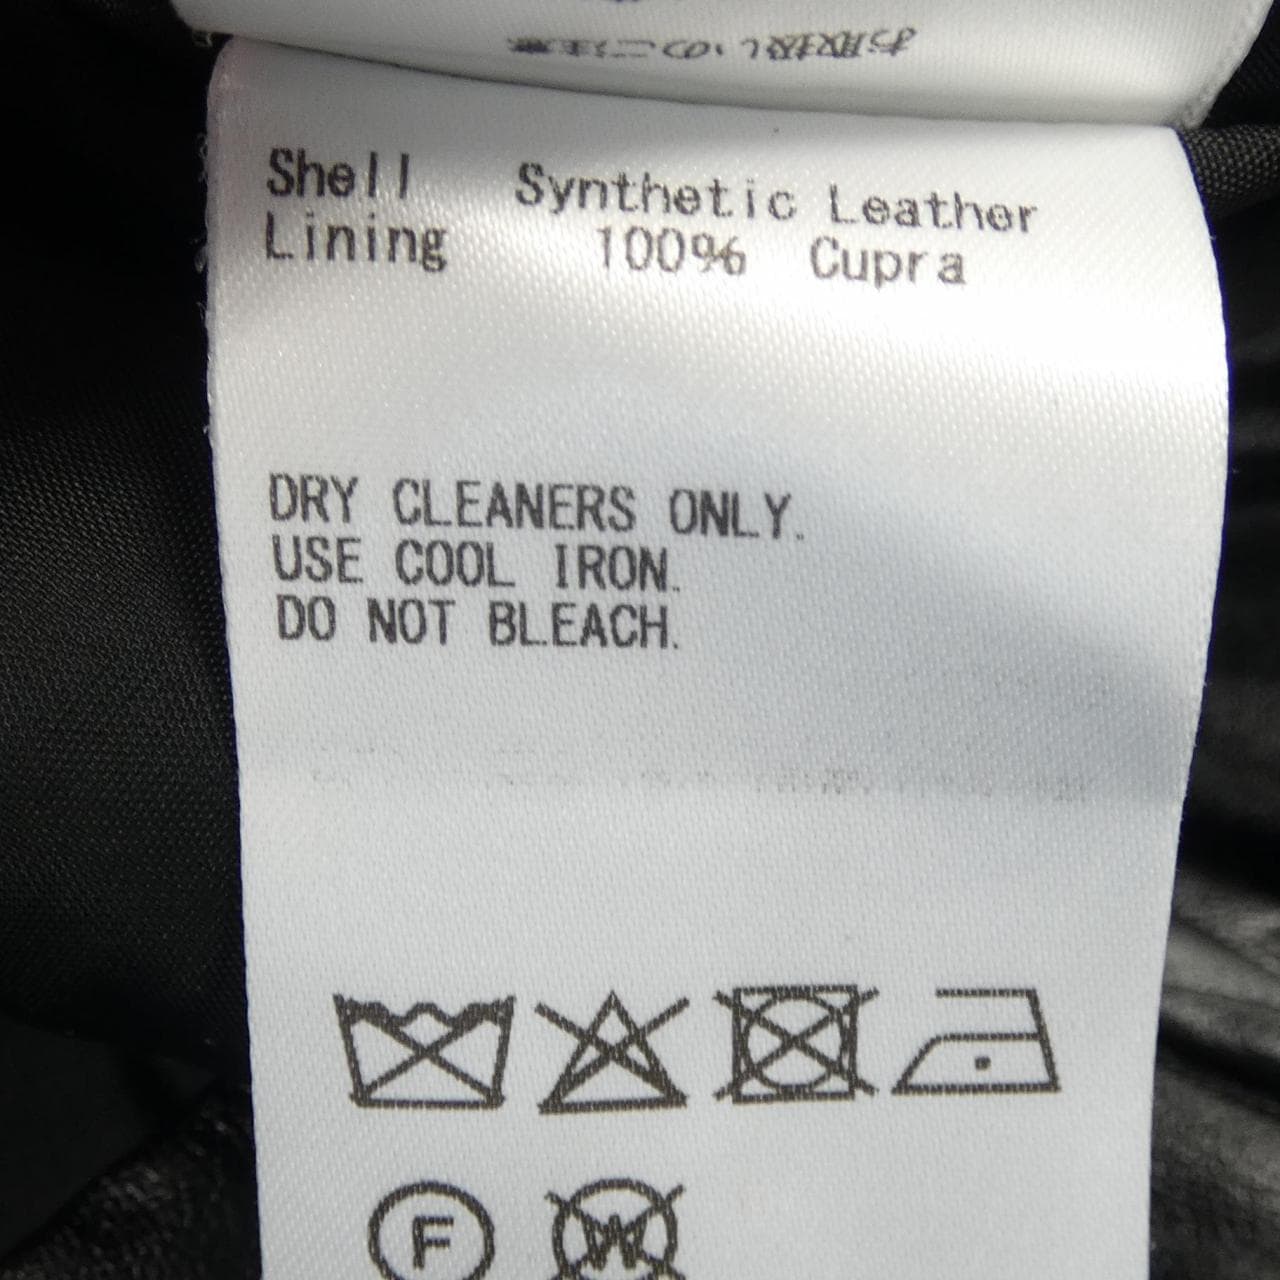 Shell Synthetic Leather
Lining 100% Cupra
DRY CLEANERS ONLY.
USE COOL IRON.
DO NOT BLEACH.
F W